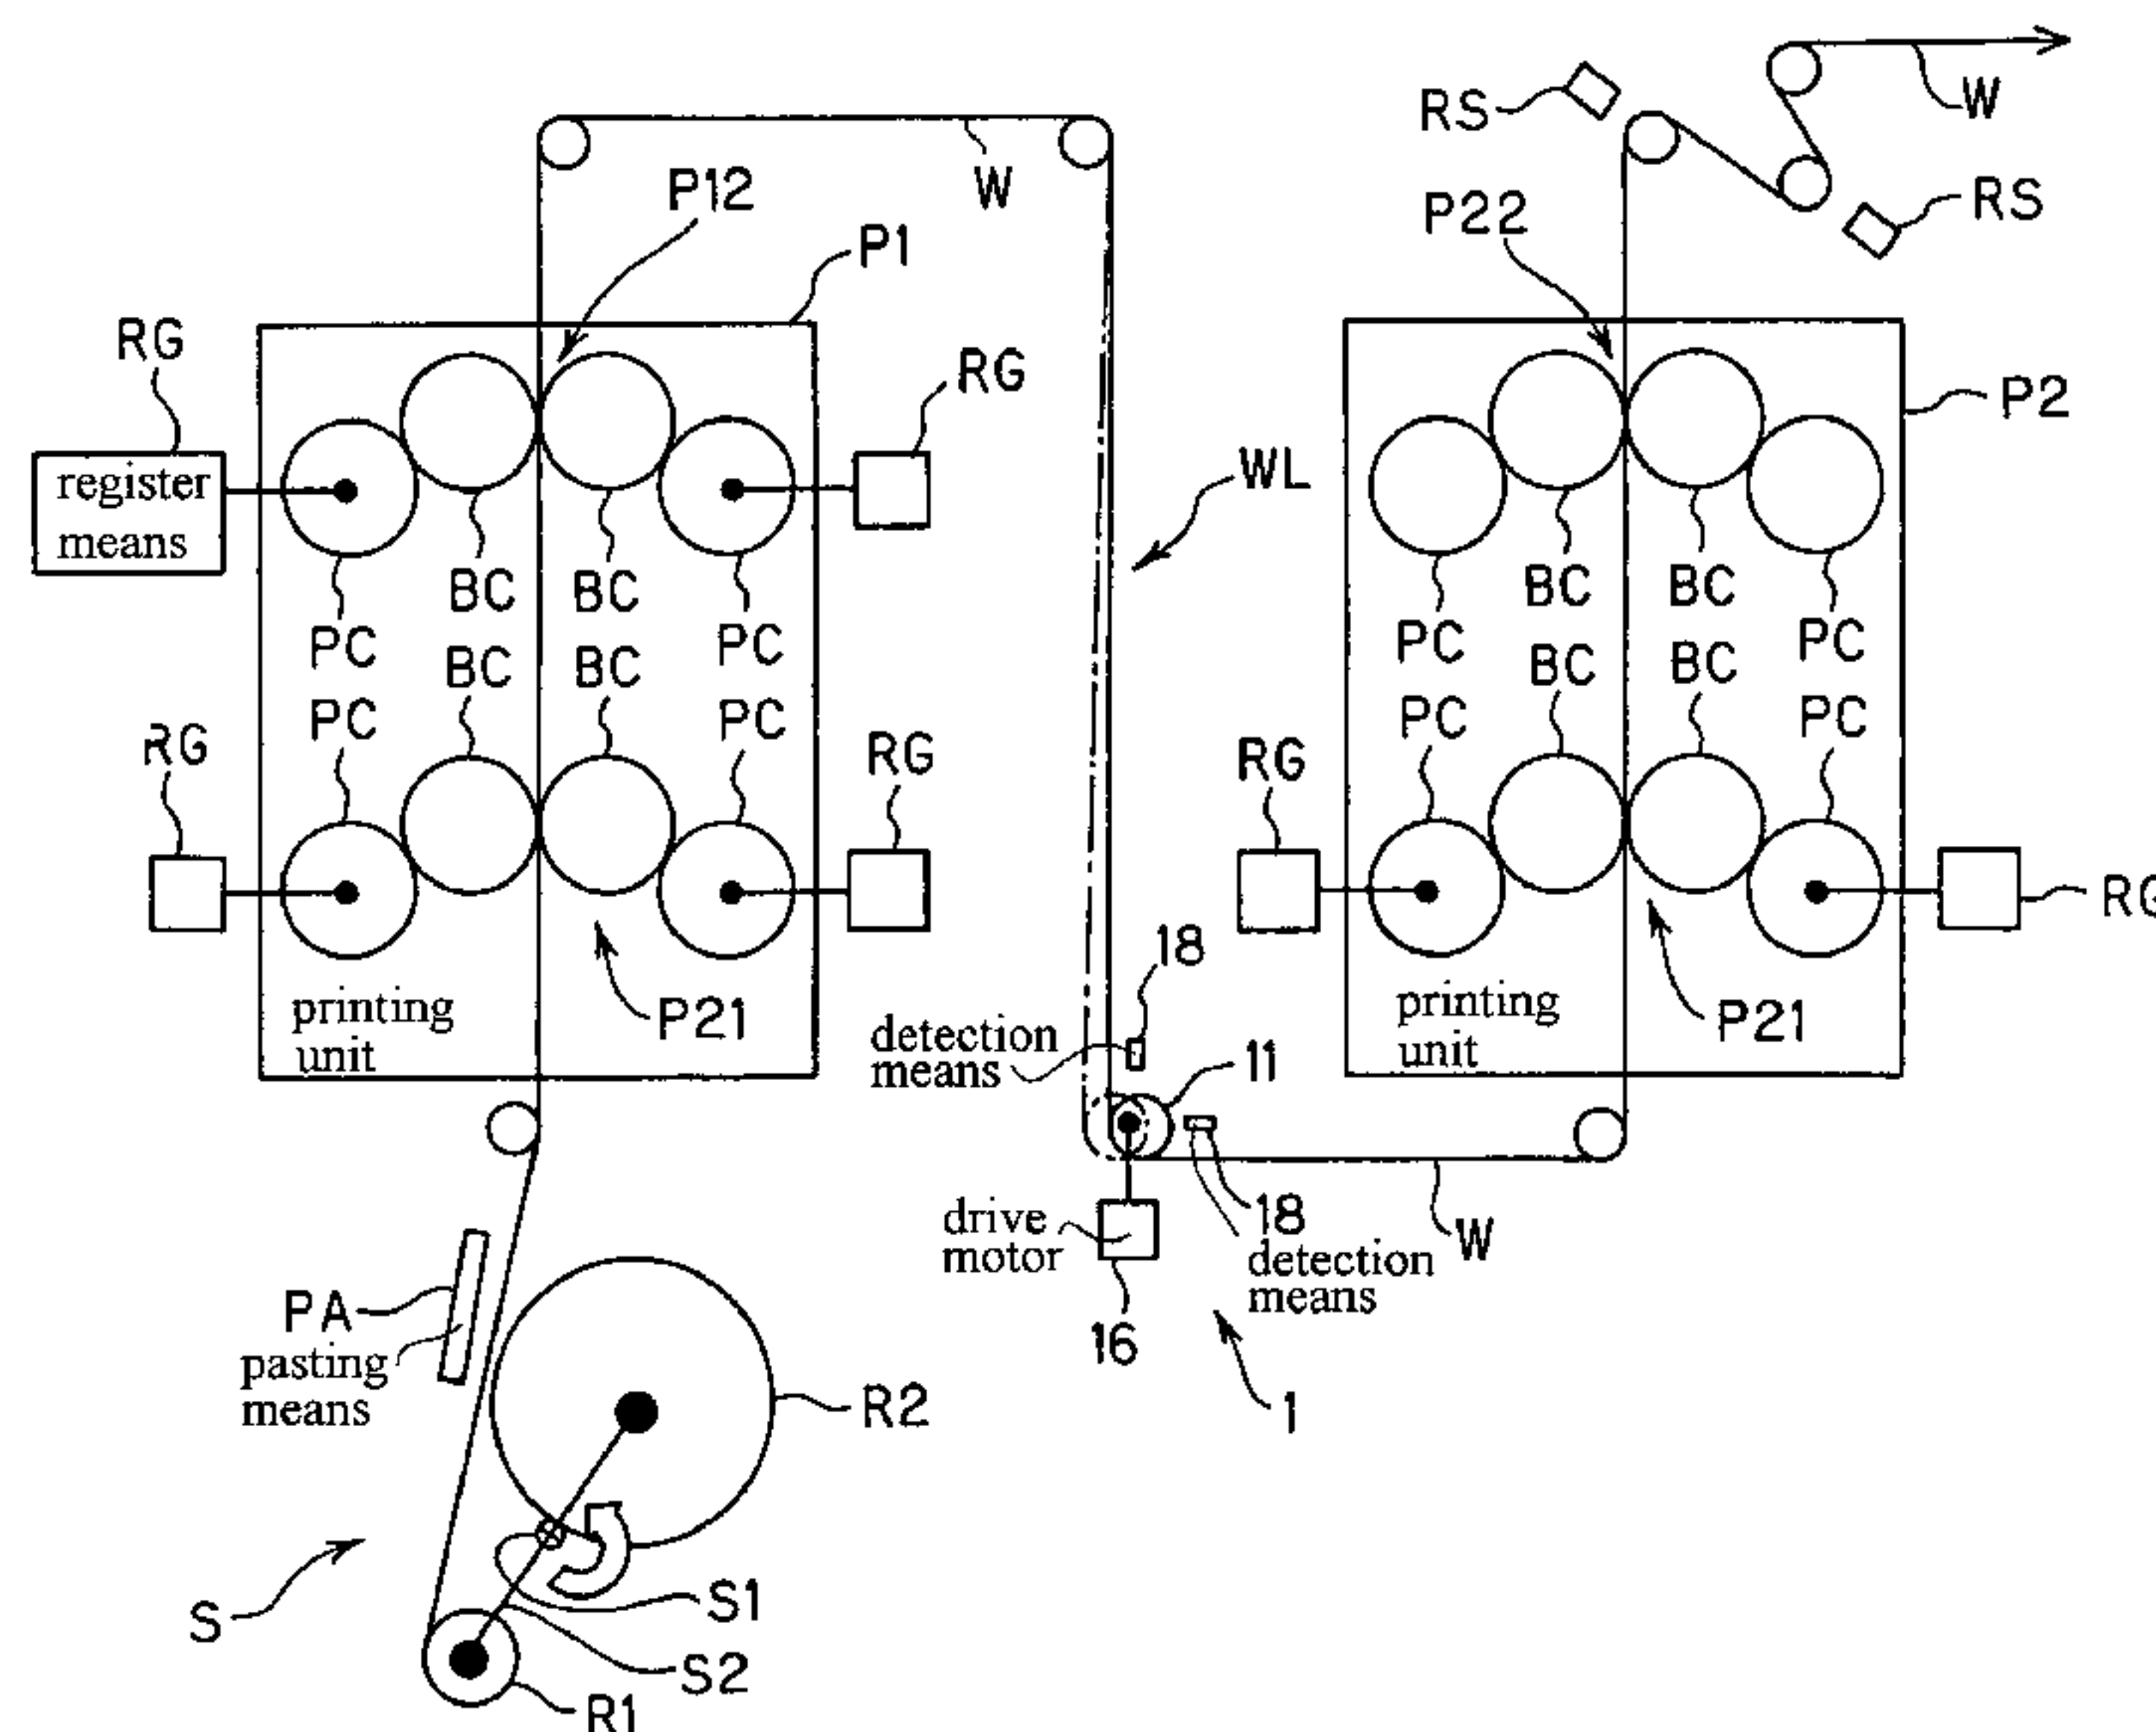 RS
W
P12
W
P22
RS
P1
RG
RG
P2
WL
register
means
RG
BC
BC
BC
BC
PC
PC
PC
PC
BC
BC
BC
BC
PC
PC
PC
PC
RG
RG
RG
RG
18
printing
unit
P21
detection
means
11
printing
unit
P21
drive
motor
18
W
detection
means
PA
pasting
means
16
R2
1
S
S1
S2
R1